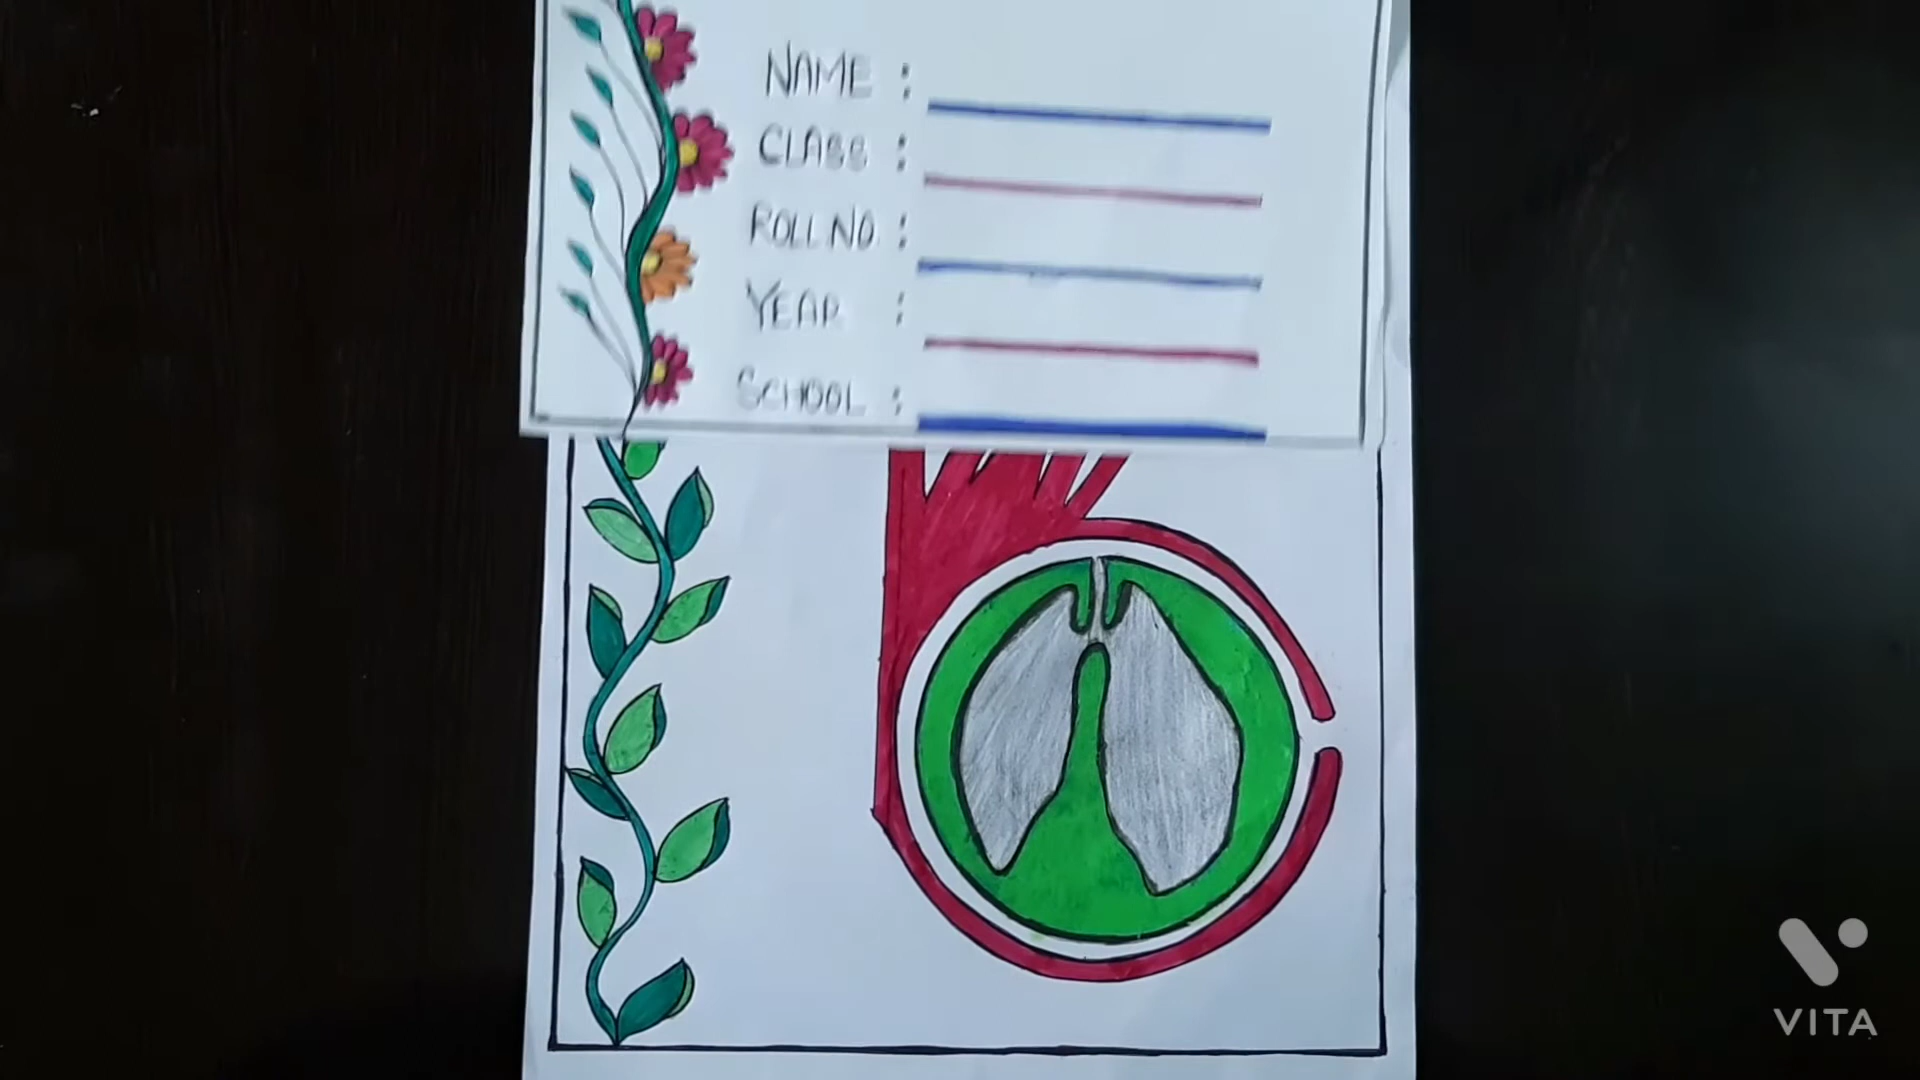 NAME :
CLASS :
ROLL NO. :
YEAR :
SCHOOL :
VITA